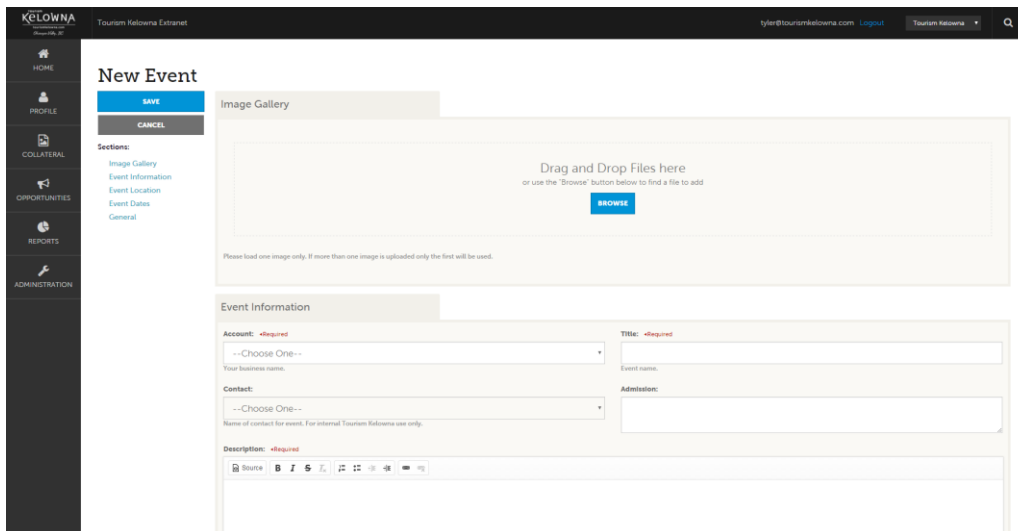 KELOWNA
Tourism Kelowna Extranet
tyler@tourismkelowna.com Logout
Tourism Kelowna
HOME
PROFILE
COLLATERAL
OPPORTUNITIES
REPORTS
ADMINISTRATION
New Event
SAVE
CANCEL
Sections:
Image Gallery
Event Information
Event Location
Event Dates
General
Image Gallery
Drag and Drop Files here
or use the "Browse" button below to find a file to add
BROWSE
Please load one image only. If more than one image is uploaded only the first will be used.
Event Information
Account: •Required
--Choose One--
Your business name.
Title: •Required
Event name.
Contact:
--Choose One--
Name of contact for event. For internal Tourism Kelowna use only.
Admission:
Description: •Required
Source B I S